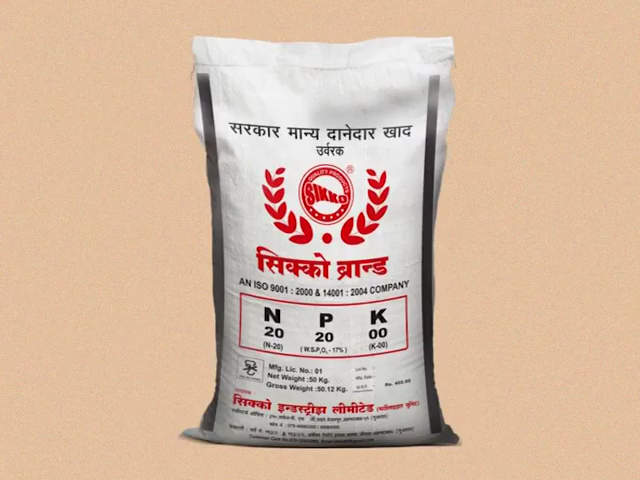 सरकार मान्य दानेदार खाद
उर्वरक
QUALITY PRODUCTS
®
SIKKO
सिक्को ब्रान्ड
AN ISO 9001 : 2000 & 14001 : 2004 COMPANY
N P K
20 20 00
(N-20) (W.S.P₂O₅ - 17%) (K-00)
Mfg. Lic. No.: 01
Net Weight :50 Kg.
Gross Weight :50.12 Kg.
Rs.
सिक्को इन्डस्ट्रीझ लीमीटेड